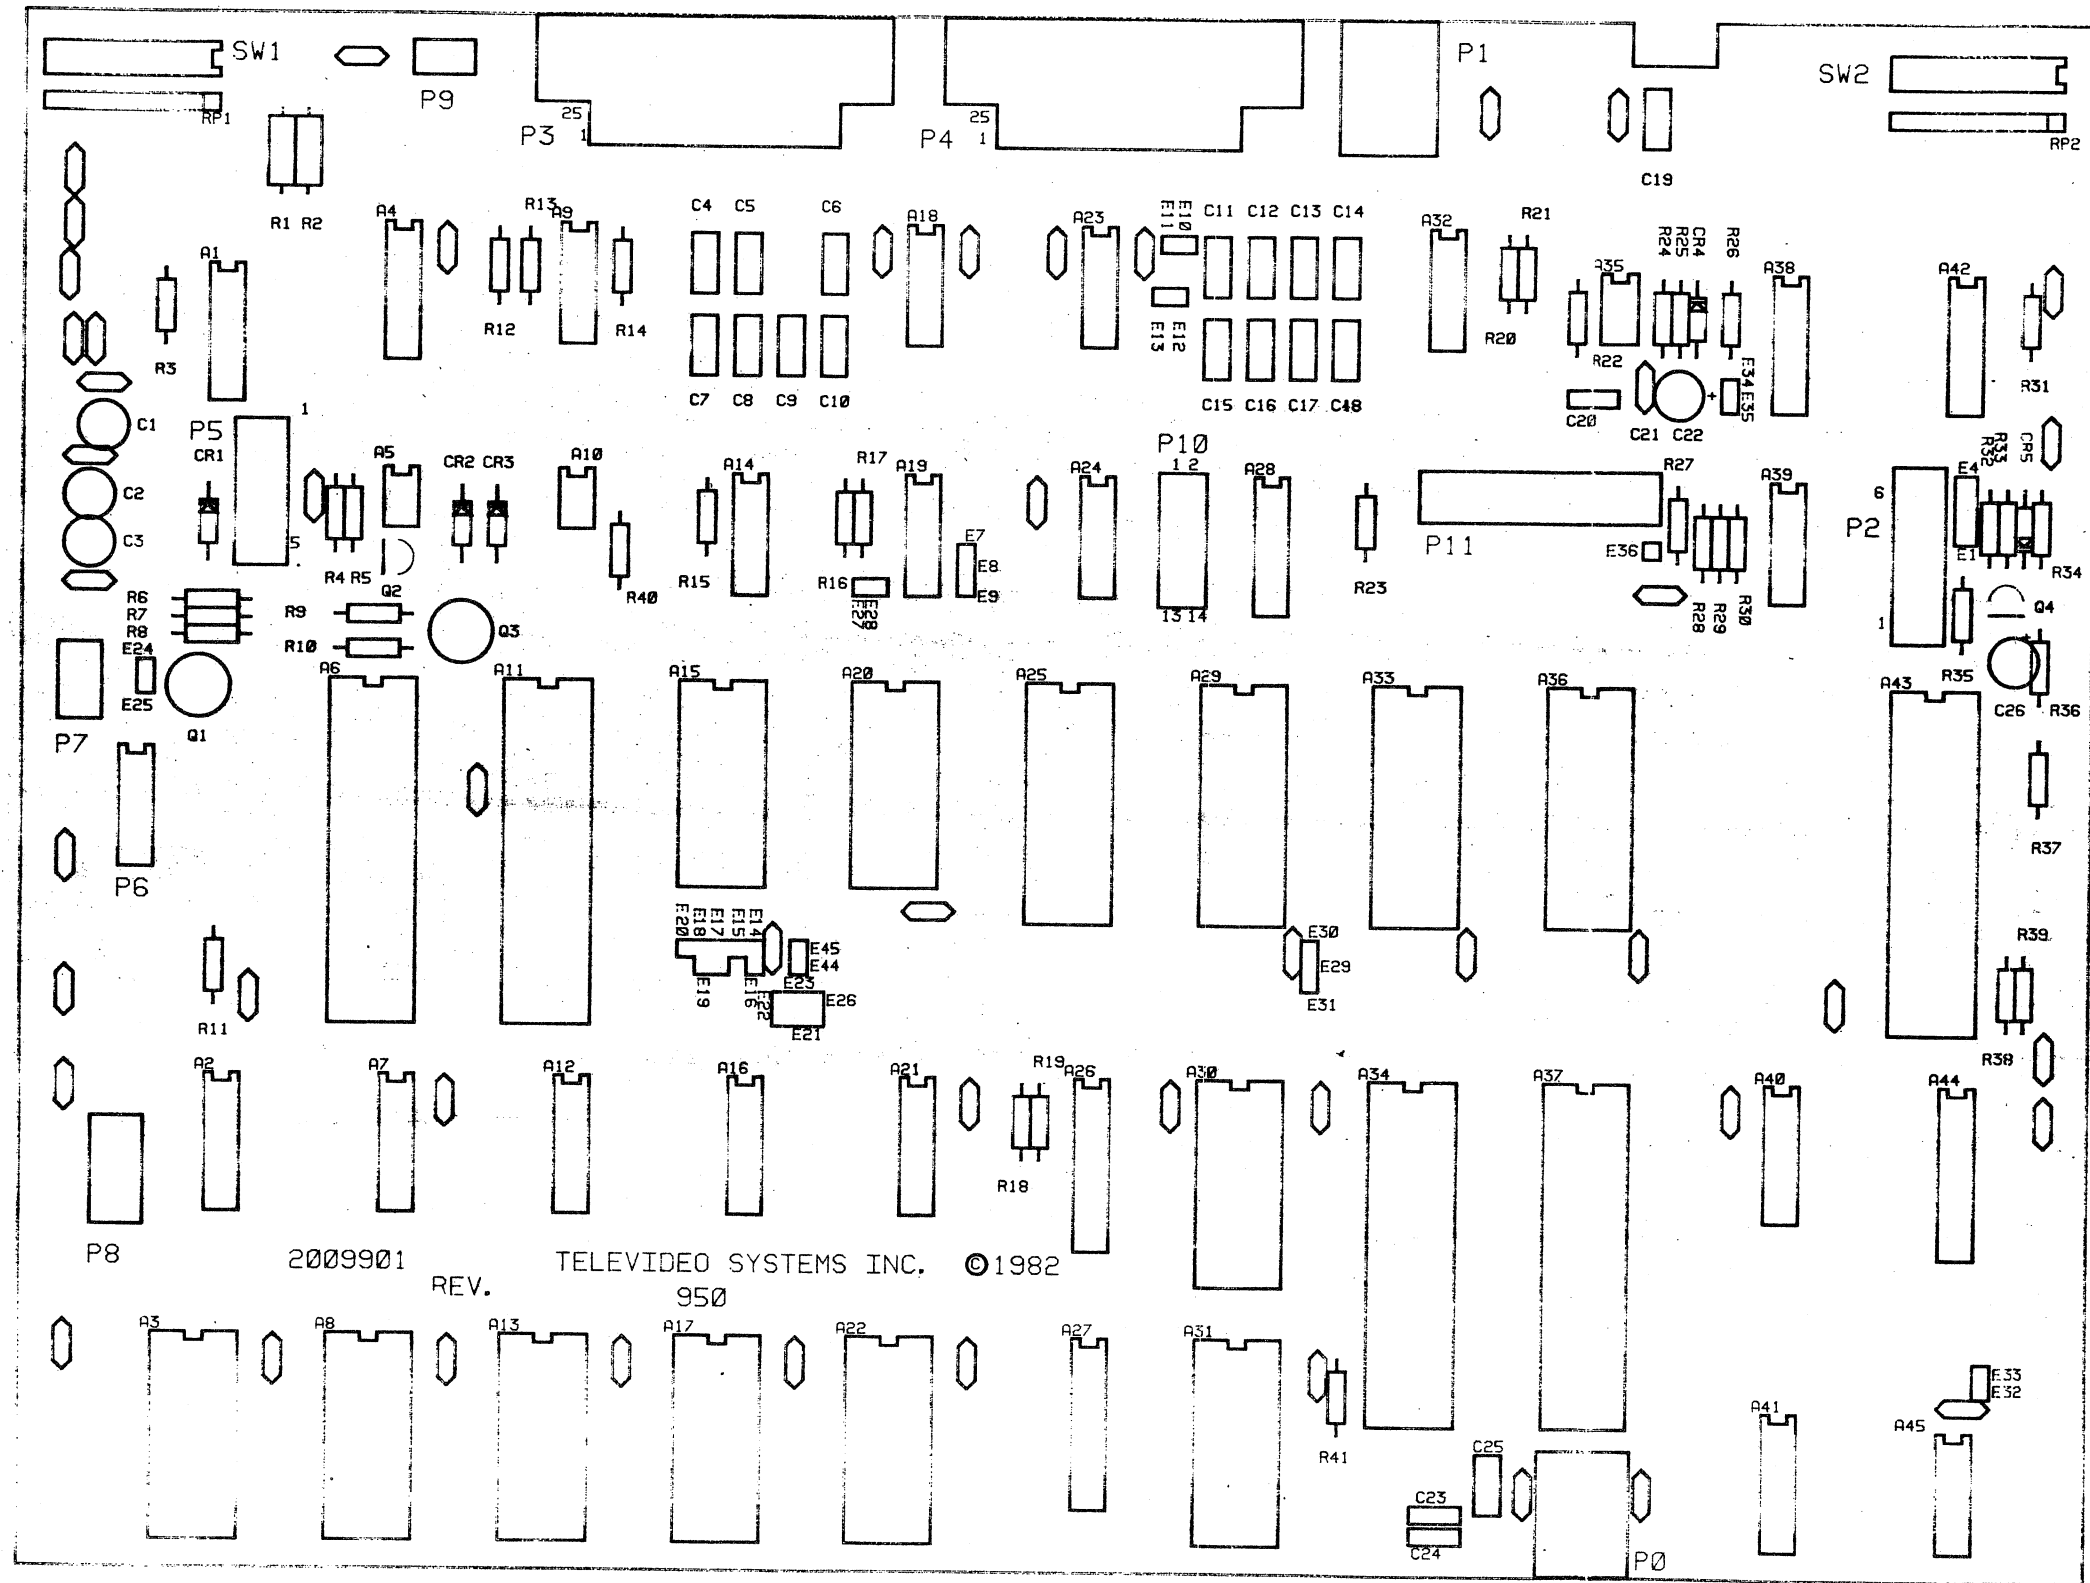 SW1
P9
P3
25
1
P4
25
1
P1
SW2
RP1
RP2
C19
R1 R2
A4
R13
A9
C4 C5 C6
A18
A23
E11
E10
C11 C12 C13 C14
A32
R21
R24
R25
CR4
R26
A1
A35
A38
A42
R3
R12
R14
E13
E12
R20
R22
R31
C7 C8 C9 C10
C15 C16 C17 C18
C20
C21 C22
+
E34
E35
C1
P5
1
CR1
5
C2
C3
A5
CR2 CR3
A10
A14
R17
A19
A24
P10
1 2
13 14
A28
P11
R27
A39
P2
6
1
E4
E1
R32
R33
CR5
R4 R5
Q2
R40
R15
R16
E27
E28
E7
E8
E9
R23
E36
R28
R29
R30
R34
R6
R7
R8
R9
R10
Q3
Q4
+
E24
E25
Q1
P7
A6
A11
A15
A20
A25
A29
A33
A36
A43
R35
C26
R36
P6
R37
E20
E18
E17
E15
E14
E19
E16
E45
E44
E23
E22
E26
E21
E30
E29
E31
R39
R38
R11
A2
A7
A12
A16
A21
R19
A26
R18
A30
A34
A37
A40
A44
P8
2009901
REV.
TELEVIDEO SYSTEMS INC. ©1982
950
A3
A8
A13
A17
A22
A27
A31
R41
C25
C23
C24
P0
A41
A45
E33
E32